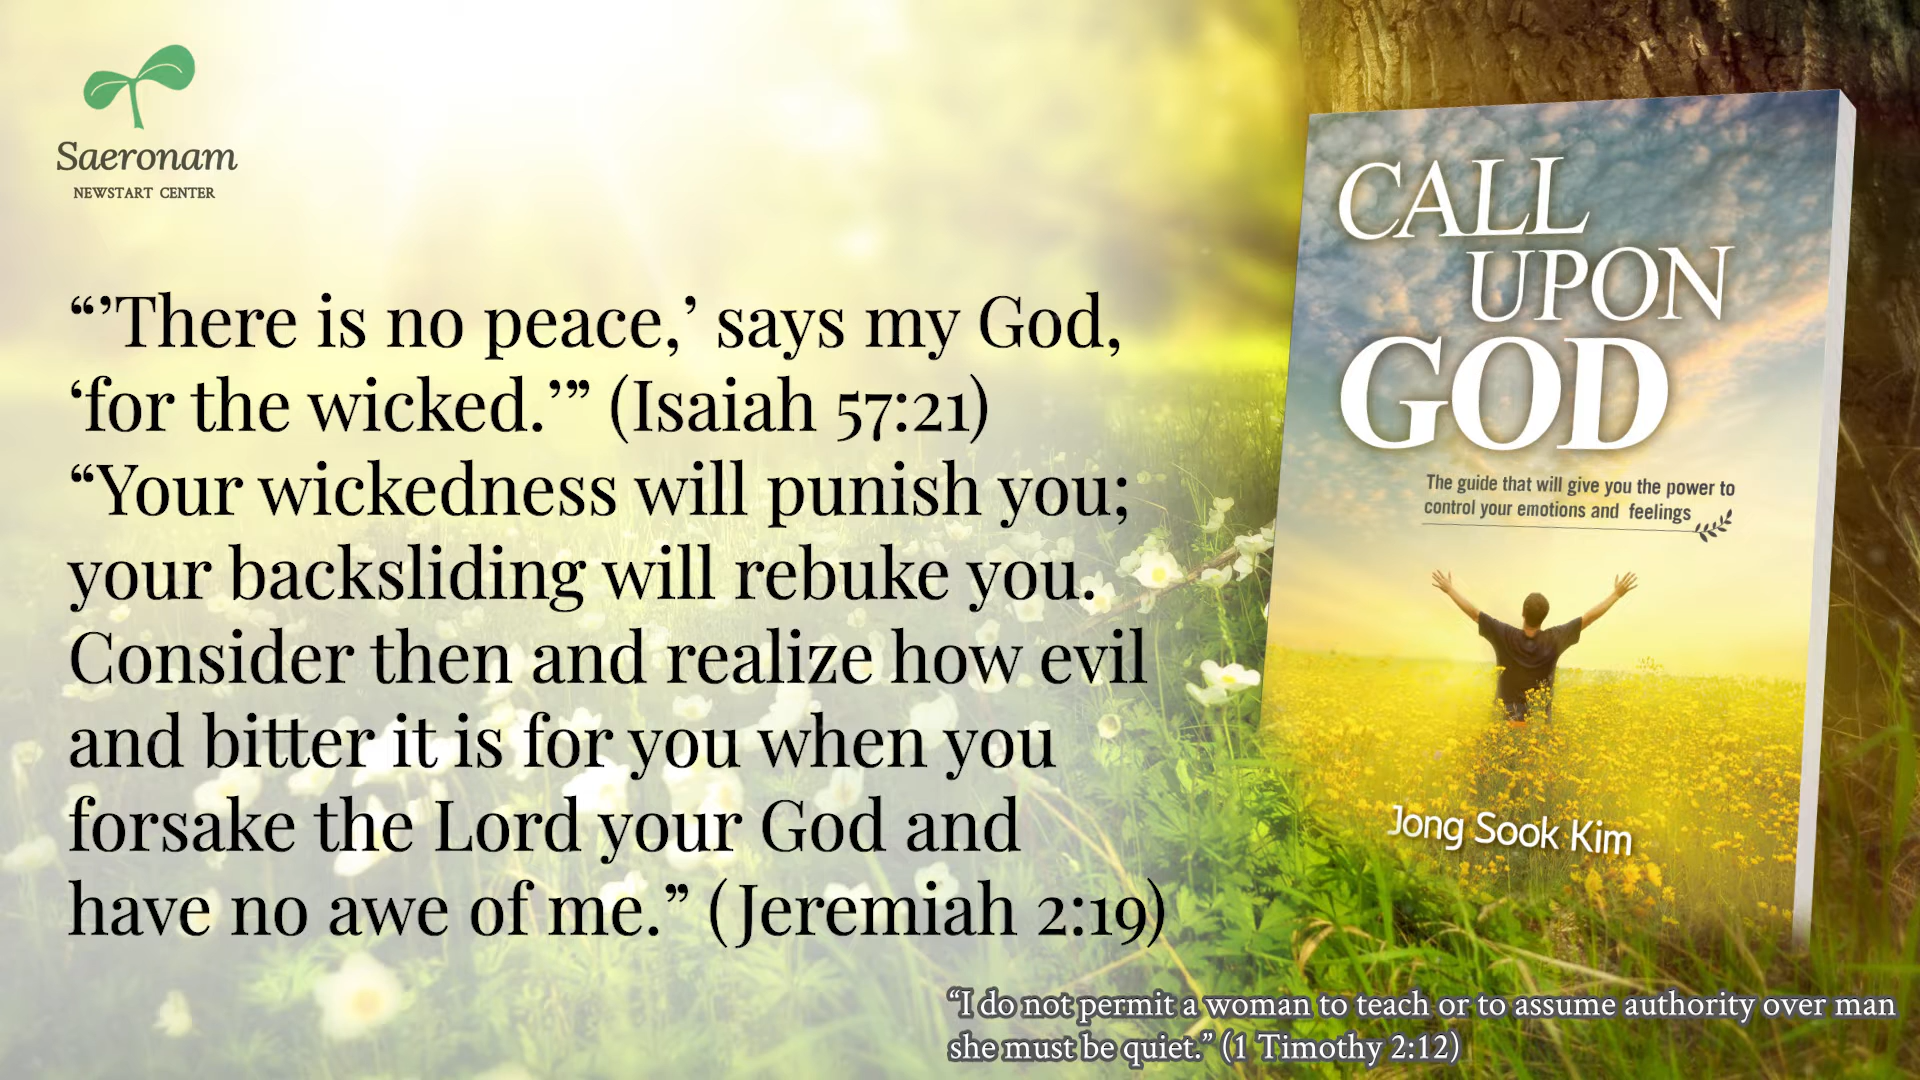 Saeronam
NEWSTART CENTER
“’There is no peace,’ says my God,
‘for the wicked.’” (Isaiah 57:21)
“Your wickedness will punish you;
your backsliding will rebuke you.
Consider then and realize how evil
and bitter it is for you when you
forsake the Lord your God and
have no awe of me.” (Jeremiah 2:19)
CALL
UPON
GOD
The guide that will give you the power to
control your emotions and feelings
Jong Sook Kim
“I do not permit a woman to teach or to assume authority over man
she must be quiet.” (1 Timothy 2:12)